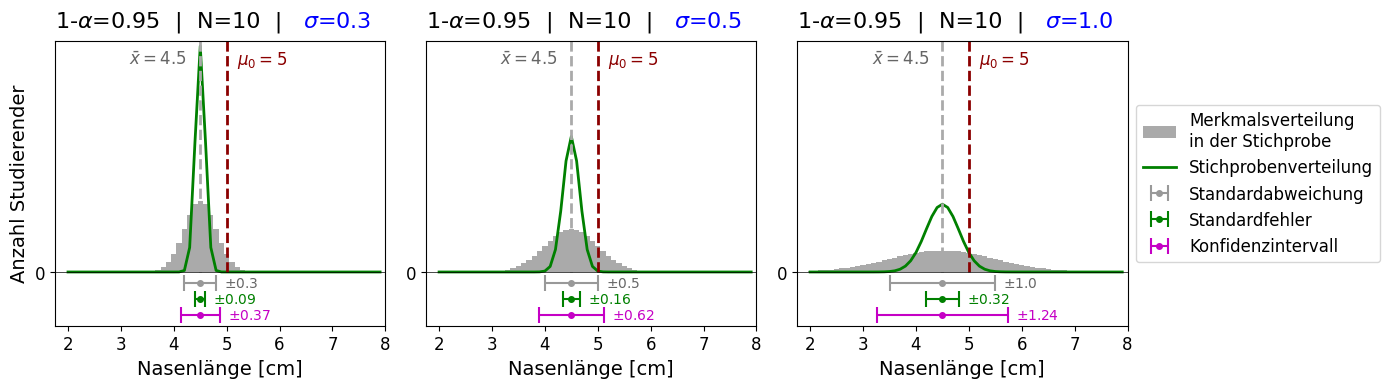 1-α=0.95 | N=10 | σ=0.3
x̄ = 4.5
μ₀ = 5
Anzahl Studierender
0
±0.3
±0.09
±0.37
2 3 4 5 6 7 8
Nasenlänge [cm]
1-α=0.95 | N=10 | σ=0.5
x̄ = 4.5
μ₀ = 5
0
±0.5
±0.16
±0.62
2 3 4 5 6 7 8
Nasenlänge [cm]
1-α=0.95 | N=10 | σ=1.0
x̄ = 4.5
μ₀ = 5
0
±1.0
±0.32
±1.24
2 3 4 5 6 7 8
Nasenlänge [cm]
Merkmalsverteilung
in der Stichprobe
Stichprobenverteilung
Standardabweichung
Standardfehler
Konfidenzintervall